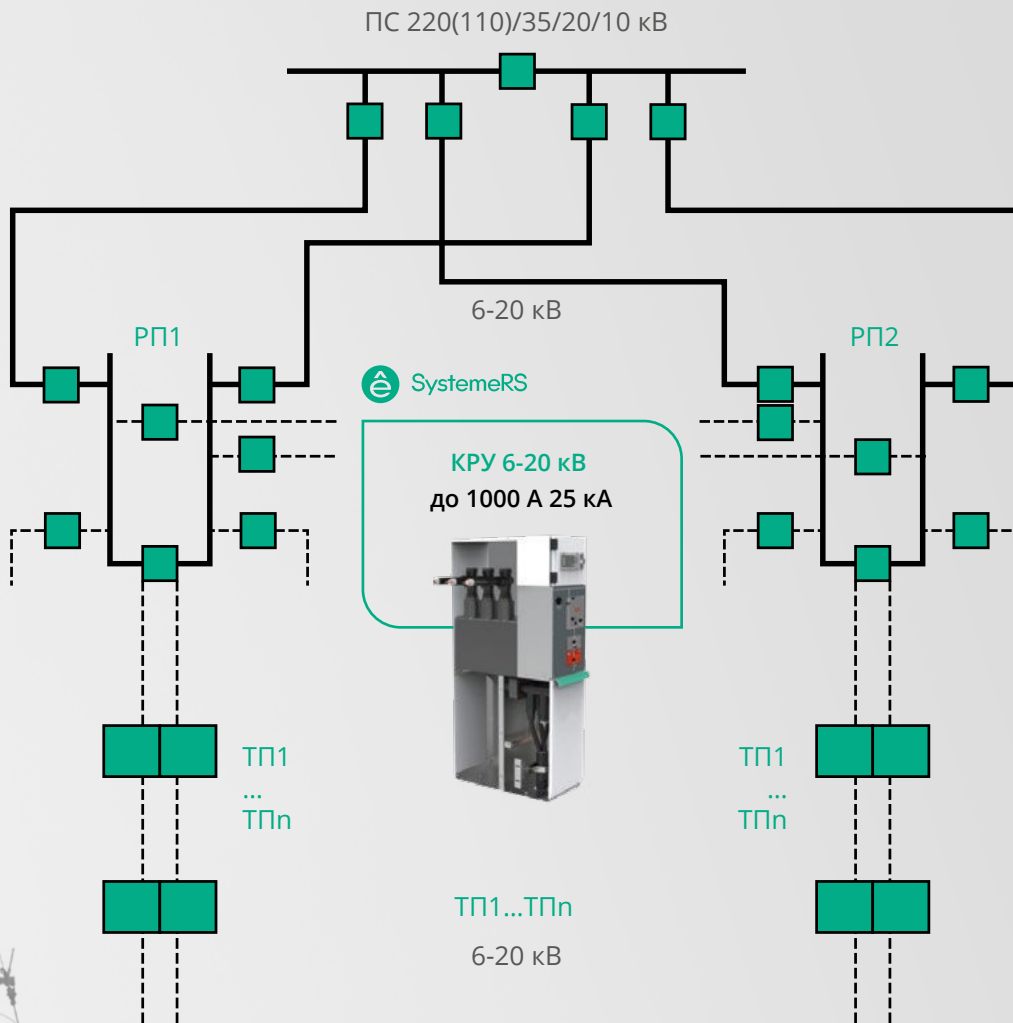 ПС 220(110)/35/20/10 кВ
6-20 кВ
РП1
РП2
SystemeRS
КРУ 6-20 кВ
до 1000 А 25 кА
ТП1
...
ТПn
ТП1
...
ТПn
ТП1...ТПn
6-20 кВ